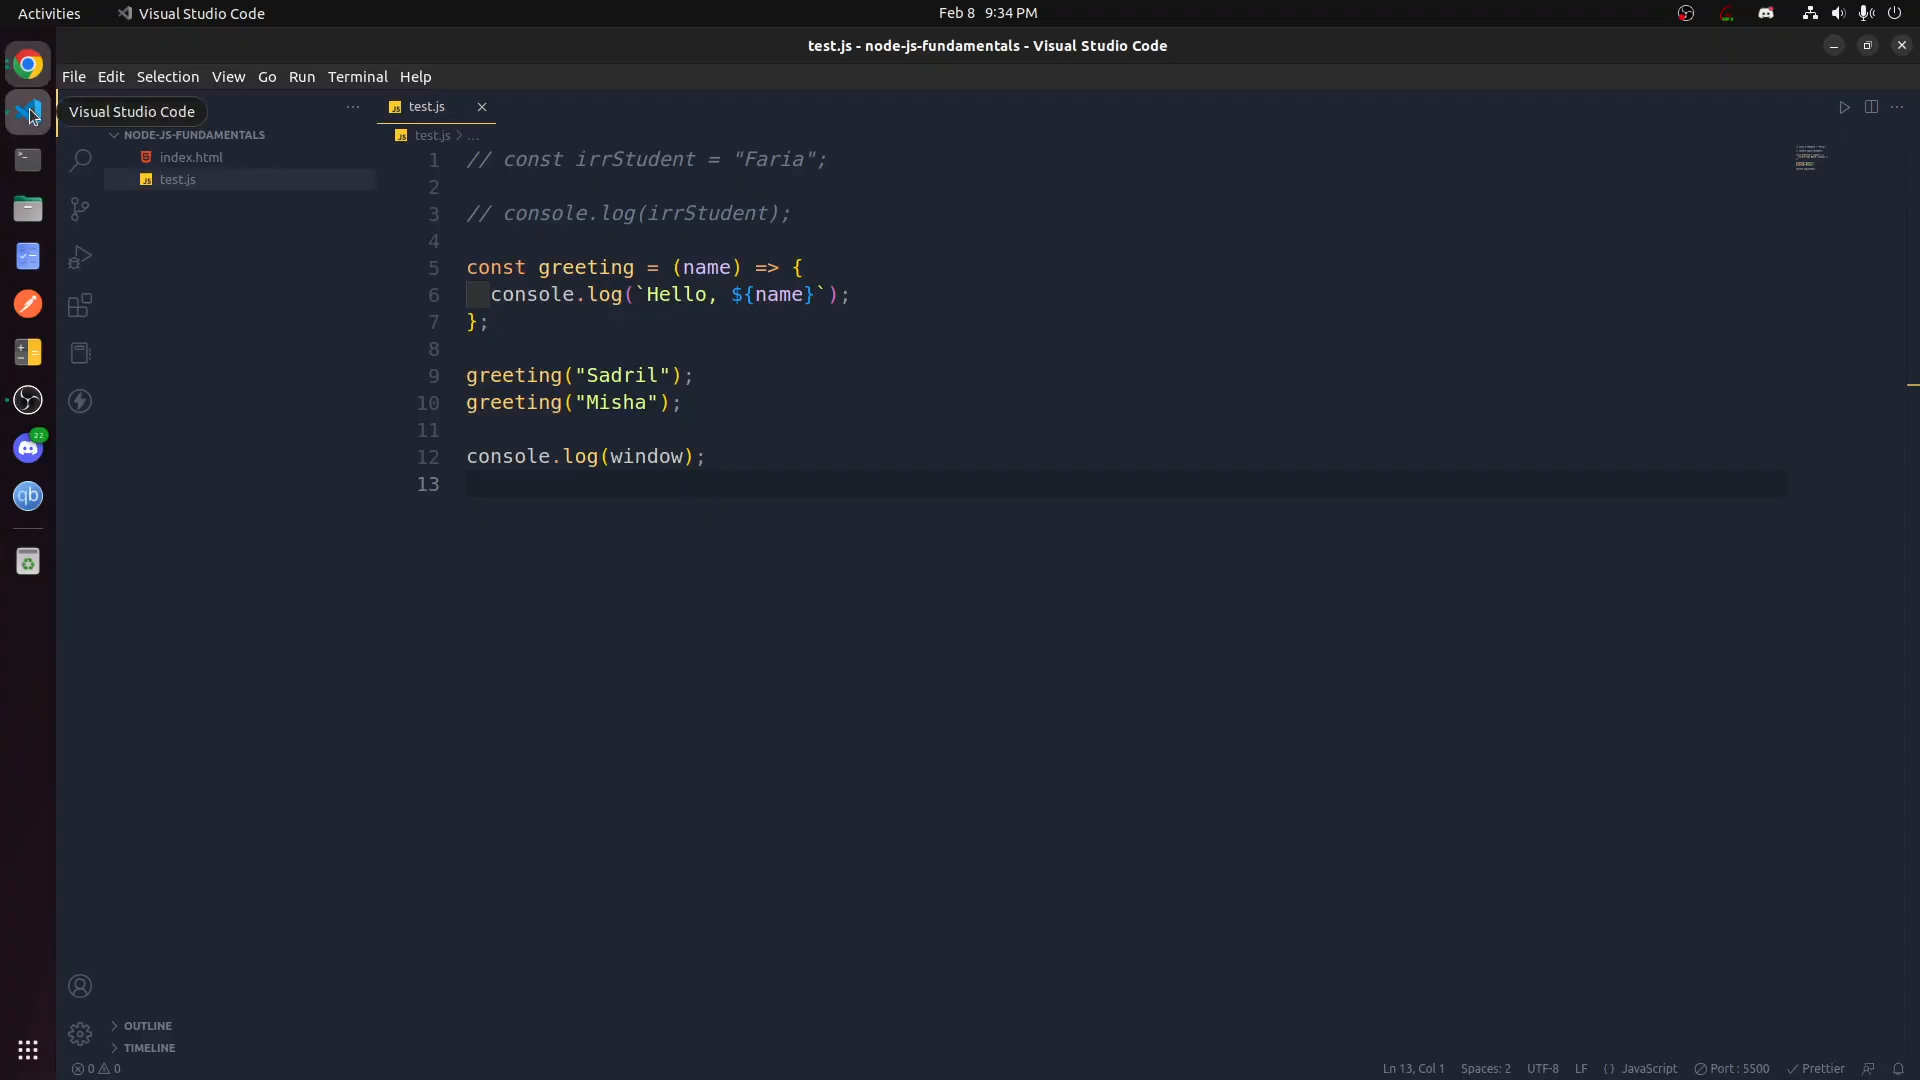 Activities
Visual Studio Code
Feb 8 9:34 PM
test.js - node-js-fundamentals - Visual Studio Code
File Edit Selection View Go Run Terminal Help
Visual Studio Code
test.js
NODE-JS-FUNDAMENTALS
test.js > ...
index.html
test.js
1 // const irrStudent = "Faria";
2
3 // console.log(irrStudent);
4
5 const greeting = (name) => {
6 console.log(`Hello, ${name}`);
7 };
8
9 greeting("Sadril");
10 greeting("Misha");
11
12 console.log(window);
13
22
qb
OUTLINE
TIMELINE
0 0
Ln 13, Col 1 Spaces: 2 UTF-8 LF {} JavaScript Port : 5500 Prettier